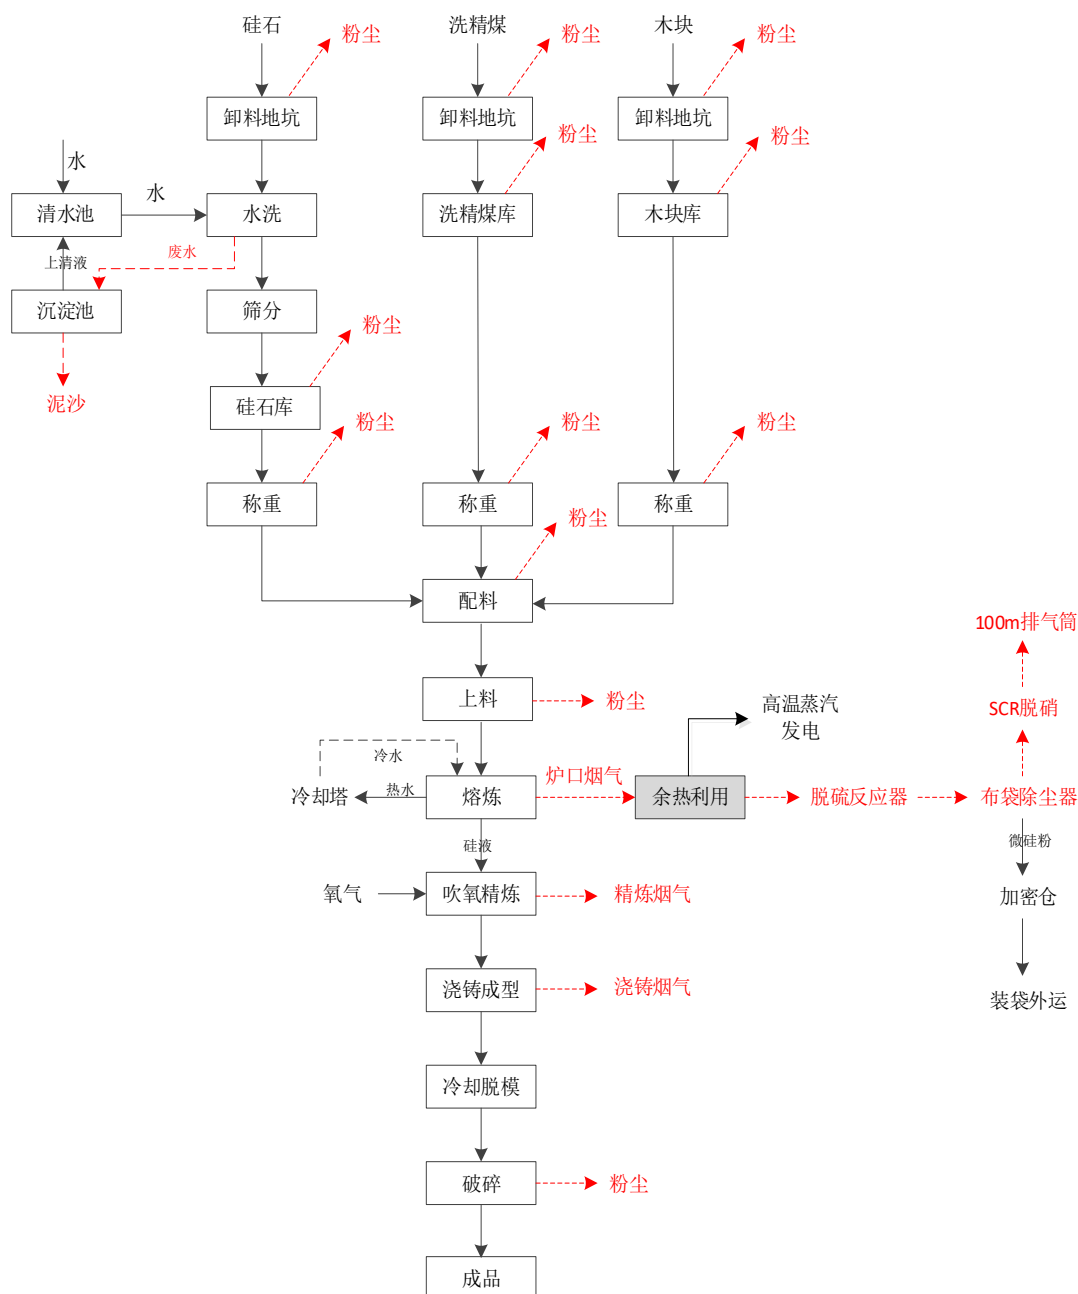 硅石
粉尘
洗精煤
粉尘
木块
粉尘
卸料地坑
卸料地坑
卸料地坑
粉尘
粉尘
水
水
清水池
水洗
洗精煤库
木块库
上清液
废水
沉淀池
筛分
粉尘
泥沙
硅石库
粉尘
粉尘
粉尘
称重
称重
称重
粉尘
配料
100m排气筒
上料
粉尘
高温蒸汽
发电
SCR脱硝
冷水
冷却塔
热水
熔炼
炉口烟气
余热利用
脱硫反应器
布袋除尘器
硅液
微硅粉
氧气
吹氧精炼
精炼烟气
加密仓
浇铸成型
浇铸烟气
装袋外运
冷却脱模
破碎
粉尘
成品